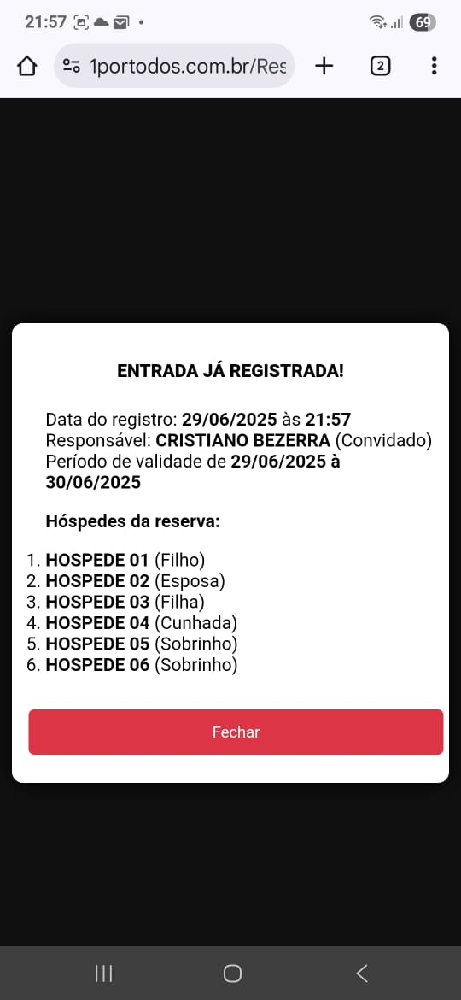 21:57
69
1portodos.com.br/Res
2
ENTRADA JÁ REGISTRADA!
Data do registro: 29/06/2025 às 21:57
Responsável: CRISTIANO BEZERRA (Convidado)
Período de validade de 29/06/2025 à
30/06/2025
Hóspedes da reserva:
1. HOSPEDE 01 (Filho)
2. HOSPEDE 02 (Esposa)
3. HOSPEDE 03 (Filha)
4. HOSPEDE 04 (Cunhada)
5. HOSPEDE 05 (Sobrinho)
6. HOSPEDE 06 (Sobrinho)
Fechar